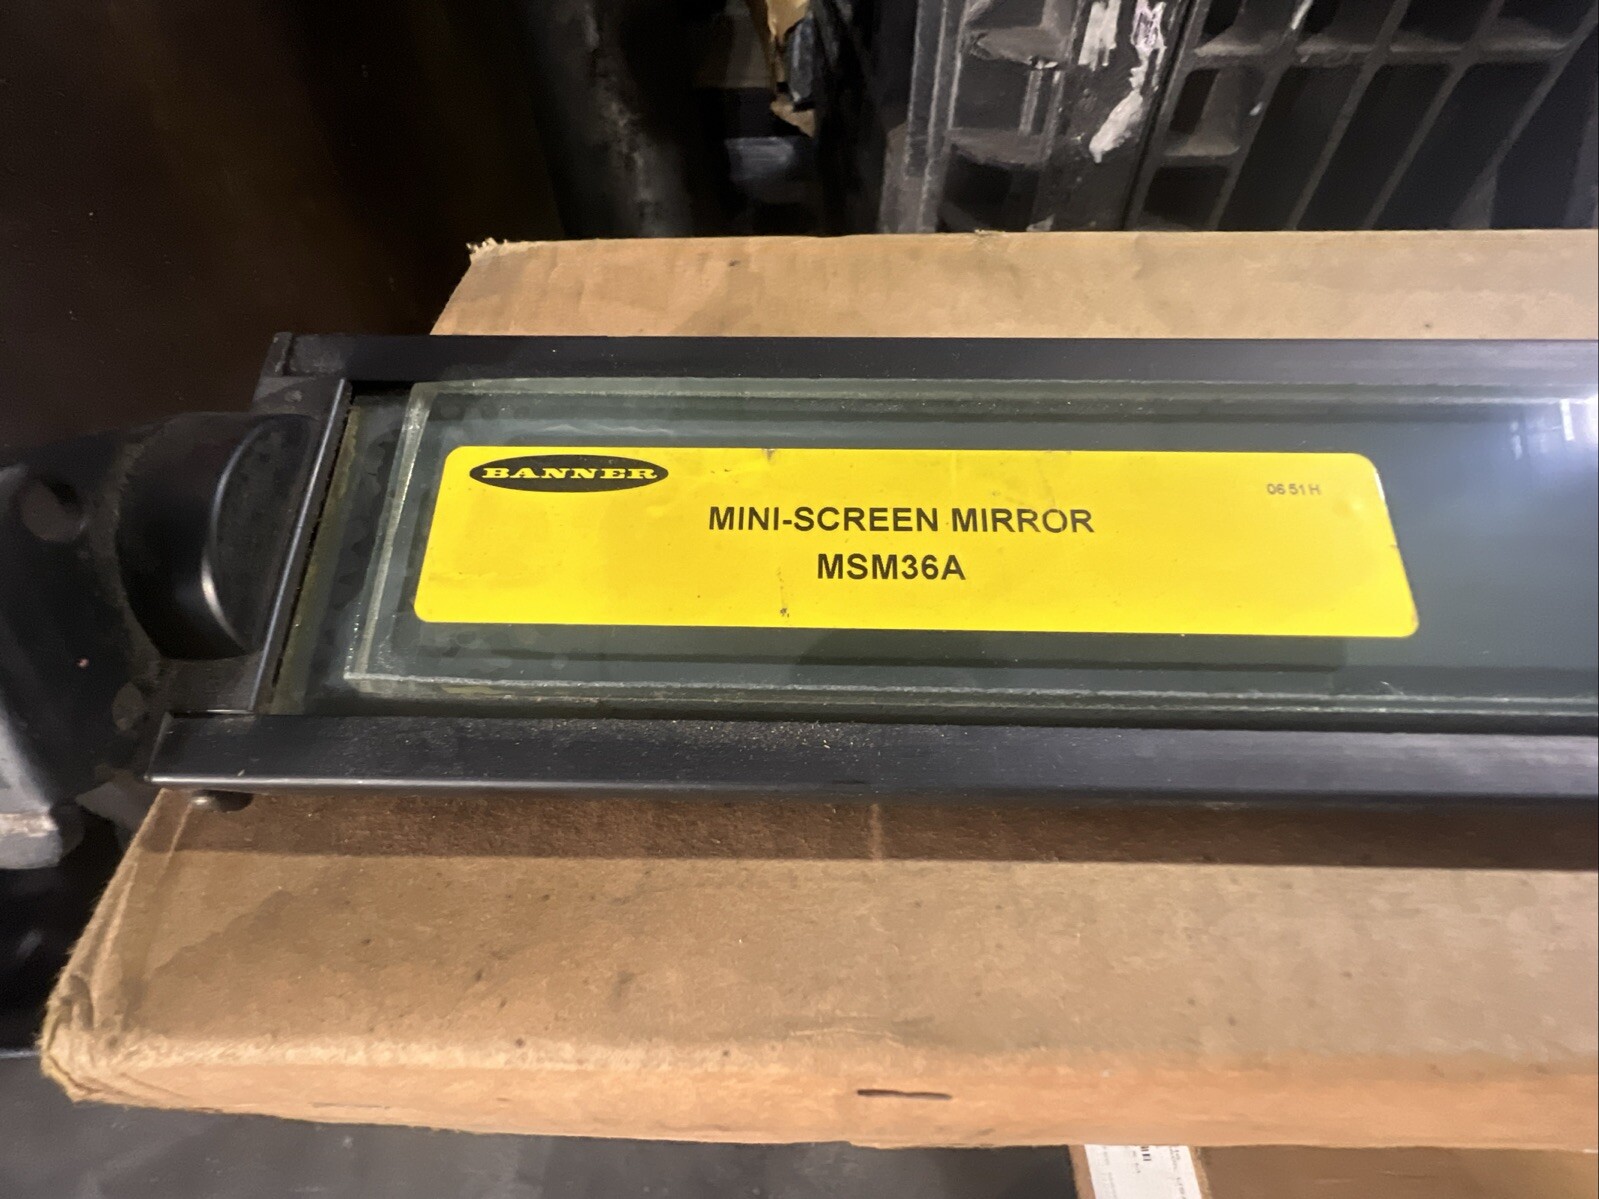 BANNER
06 51 H
MINI-SCREEN MIRROR
MSM36A